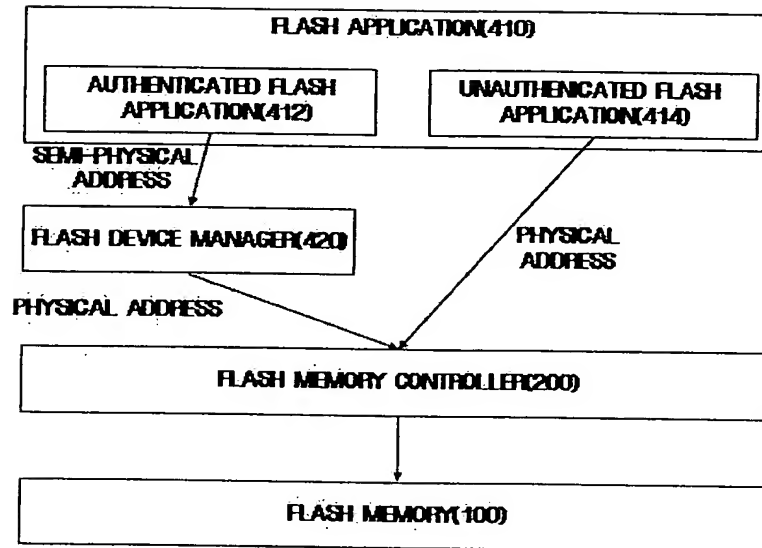 FLASH APPLICATION(410)
AUTHENTICATED FLASH
APPLICATION(412)
UNAUTHENICATED FLASH
APPLICATION(414)
SEMI-PHYSICAL
ADDRESS
FLASH DEVICE MANAGER(420)
PHYSICAL
ADDRESS
PHYSICAL ADDRESS
FLASH MEMORY CONTROLLER(200)
FLASH MEMORY(100)